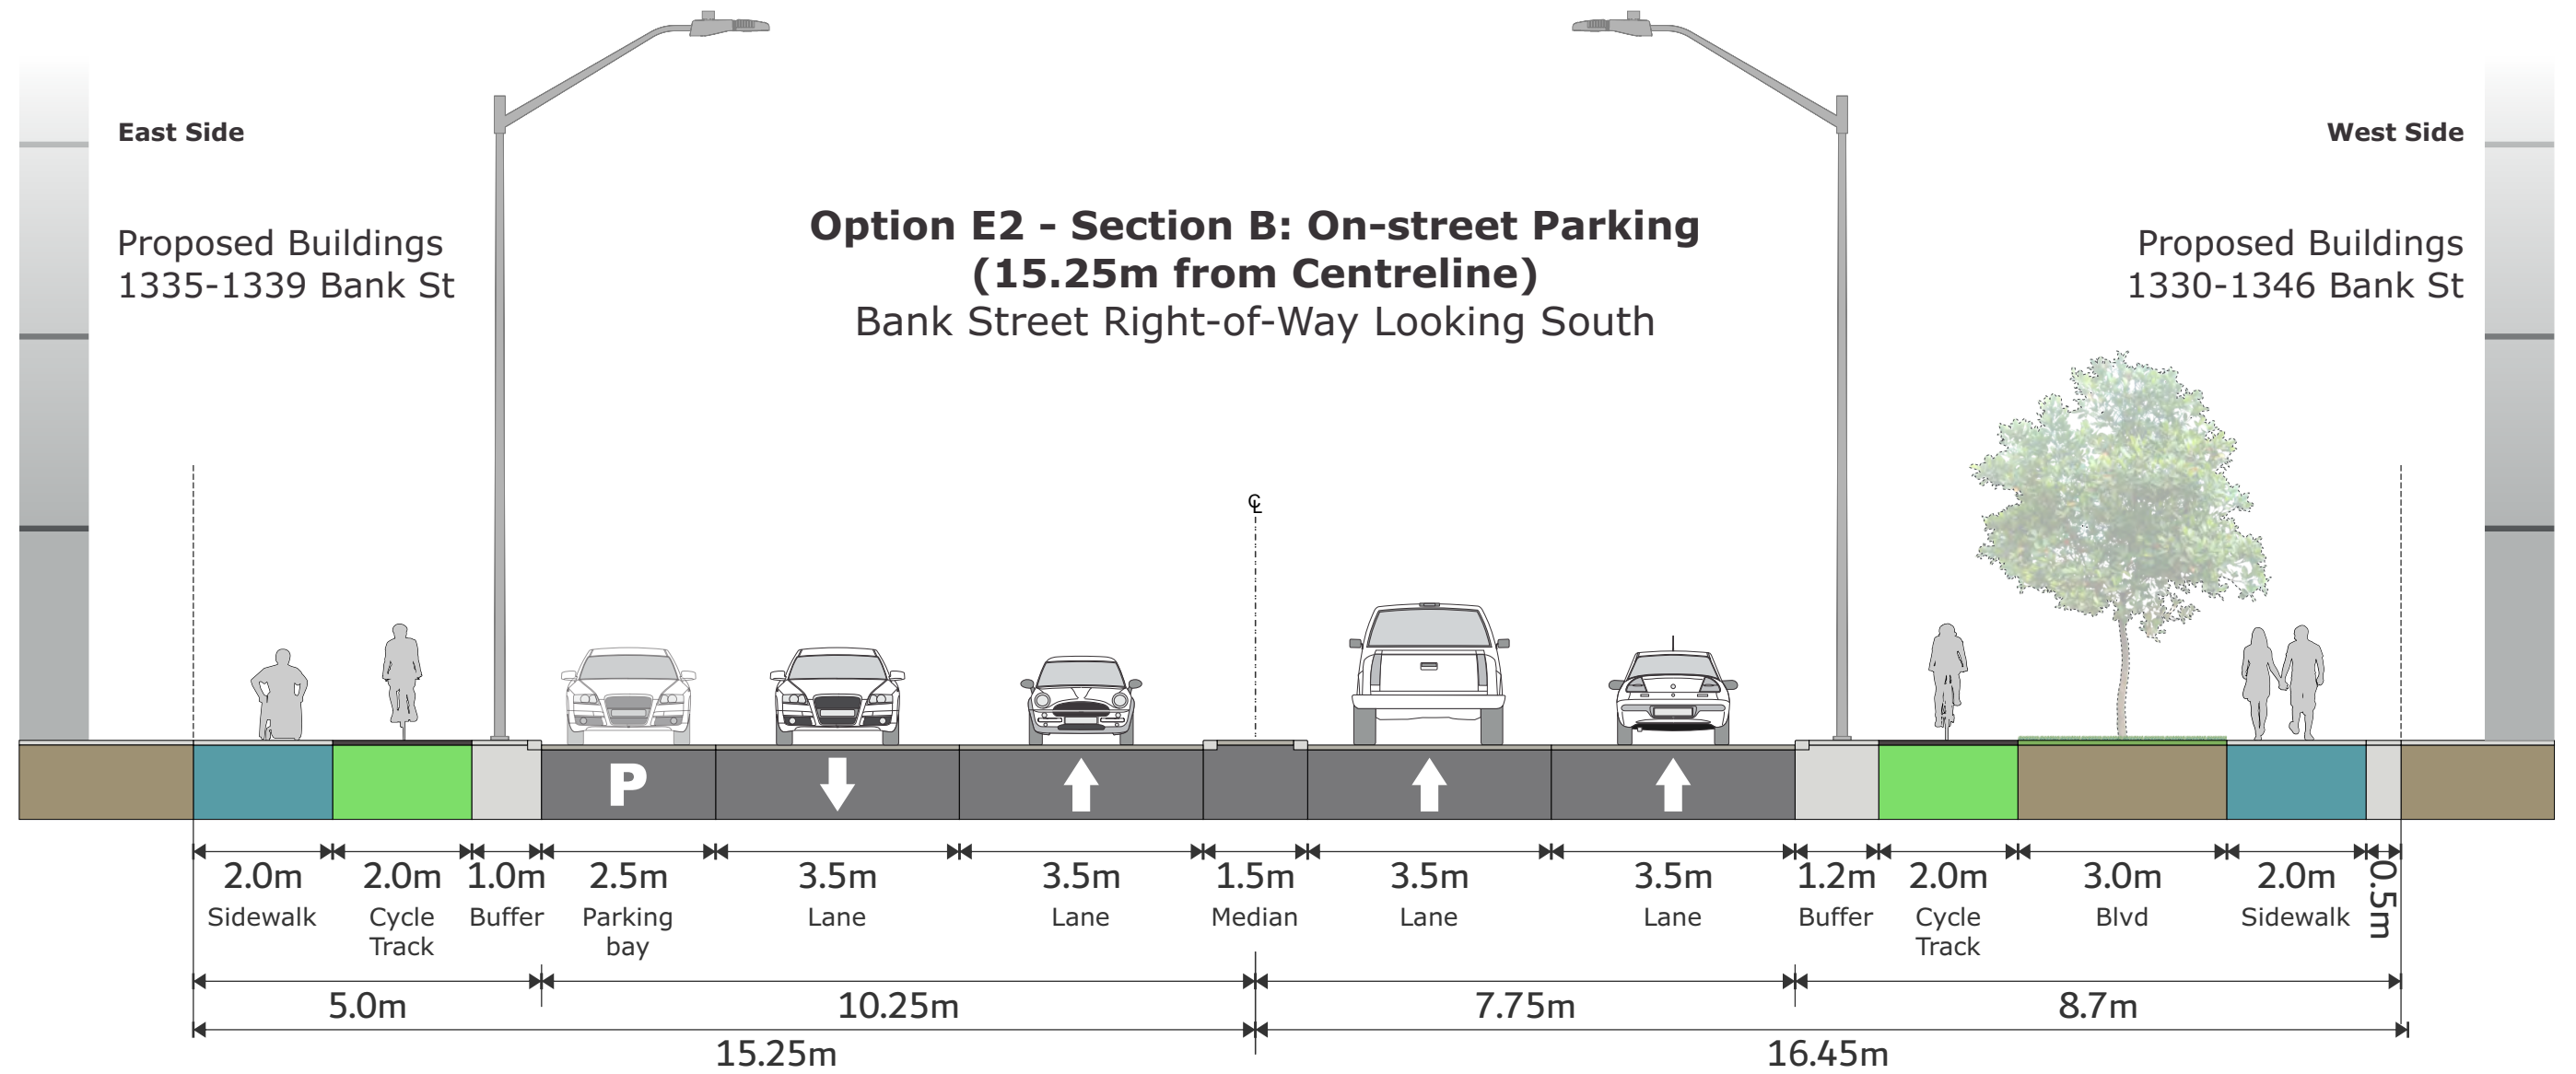 East Side
West Side
Proposed Buildings
1335-1339 Bank St
Option E2 - Section B: On-street Parking
(15.25m from Centreline)
Bank Street Right-of-Way Looking South
Proposed Buildings
1330-1346 Bank St
℄
P
2.0m
Sidewalk
2.0m
Cycle
Track
1.0m
Buffer
2.5m
Parking
bay
3.5m
Lane
3.5m
Lane
1.5m
Median
3.5m
Lane
3.5m
Lane
1.2m
Buffer
2.0m
Cycle
Track
3.0m
Blvd
2.0m
Sidewalk
0.5m
5.0m
10.25m
7.75m
8.7m
15.25m
16.45m